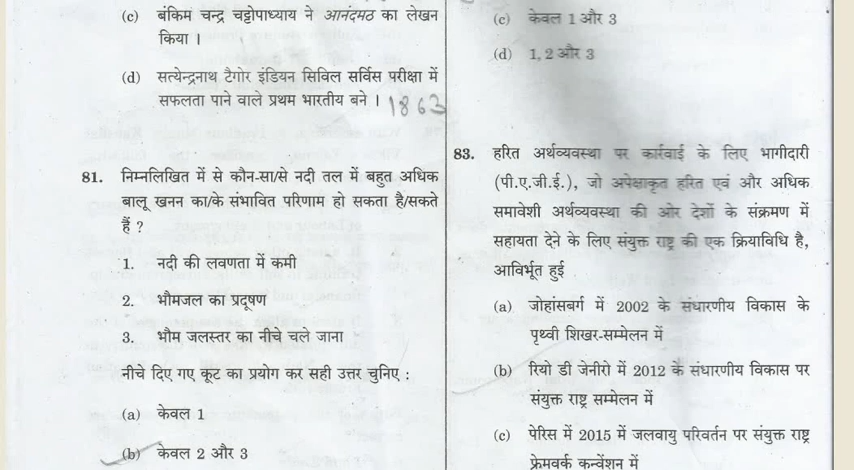 (c) बंकिम चन्द्र चट्टोपाध्याय ने आनंदमठ का लेखन
किया ।
(d) सत्येन्द्रनाथ टैगोर इंडियन सिविल सर्विस परीक्षा में
सफलता पाने वाले प्रथम भारतीय बने । 1863
81. निम्नलिखित में से कौन-सा/से नदी तल में बहुत अधिक
बालू खनन का/के संभावित परिणाम हो सकता है/सकते
हैं ?
1. नदी की लवणता में कमी
2. भौमजल का प्रदूषण
3. भौम जलस्तर का नीचे चले जाना
नीचे दिए गए कूट का प्रयोग कर सही उत्तर चुनिए :
(a) केवल 1
(b) केवल 2 और 3
(c) केवल 1 और 3
(d) 1, 2 और 3
83. हरित अर्थव्यवस्था पर कार्रवाई के लिए भागीदारी
(पी.ए.जी.ई.), जो अपेक्षाकृत हरित एवं और अधिक
समावेशी अर्थव्यवस्था की ओर देशों के संक्रमण में
सहायता देने के लिए संयुक्त राष्ट्र की एक क्रियाविधि है,
आविर्भूत हुई
(a) जोहांसबर्ग में 2002 के संधारणीय विकास के
पृथ्वी शिखर-सम्मेलन में
(b) रियो डी जेनीरो में 2012 के संधारणीय विकास पर
संयुक्त राष्ट्र सम्मेलन में
(c) पेरिस में 2015 में जलवायु परिवर्तन पर संयुक्त राष्ट्र
फ्रेमवर्क कन्वेंशन में